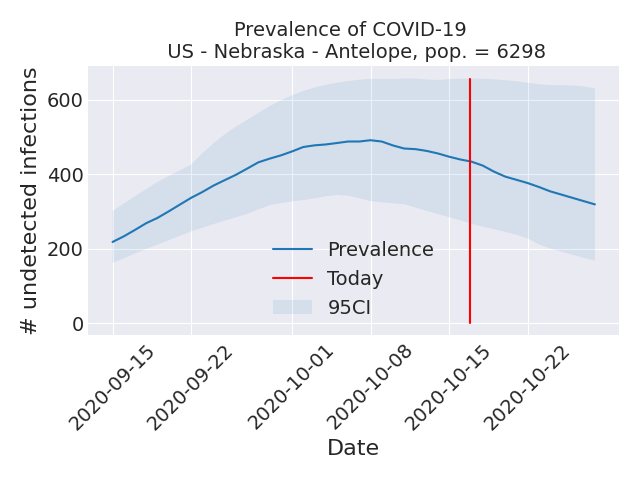 Prevalence of COVID-19
US - Nebraska - Antelope, pop. = 6298
# undetected infections
600
400
200
0
Prevalence
Today
95CI
2020-09-15
2020-09-22
2020-10-01
2020-10-08
2020-10-15
2020-10-22
Date